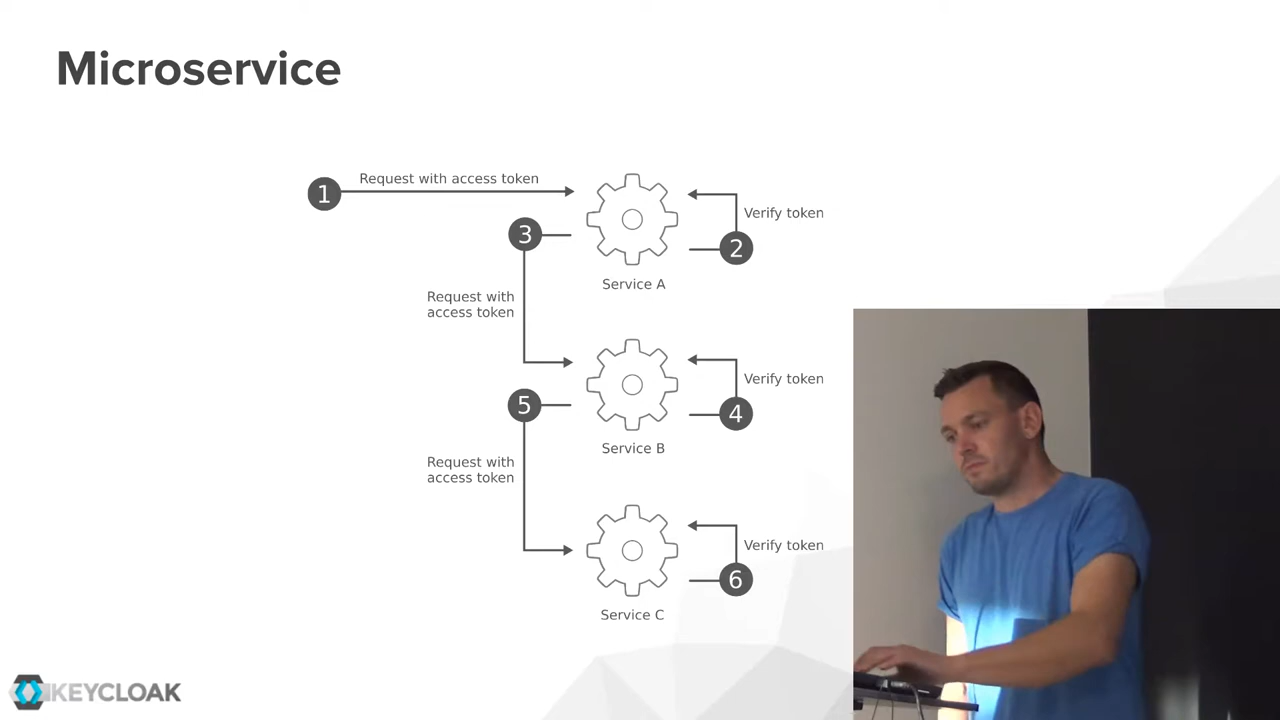 Microservice
1
Request with access token
Verify token
2
3
Service A
Request with
access token
Verify token
4
5
Service B
Request with
access token
Verify token
6
Service C
KEYCLOAK